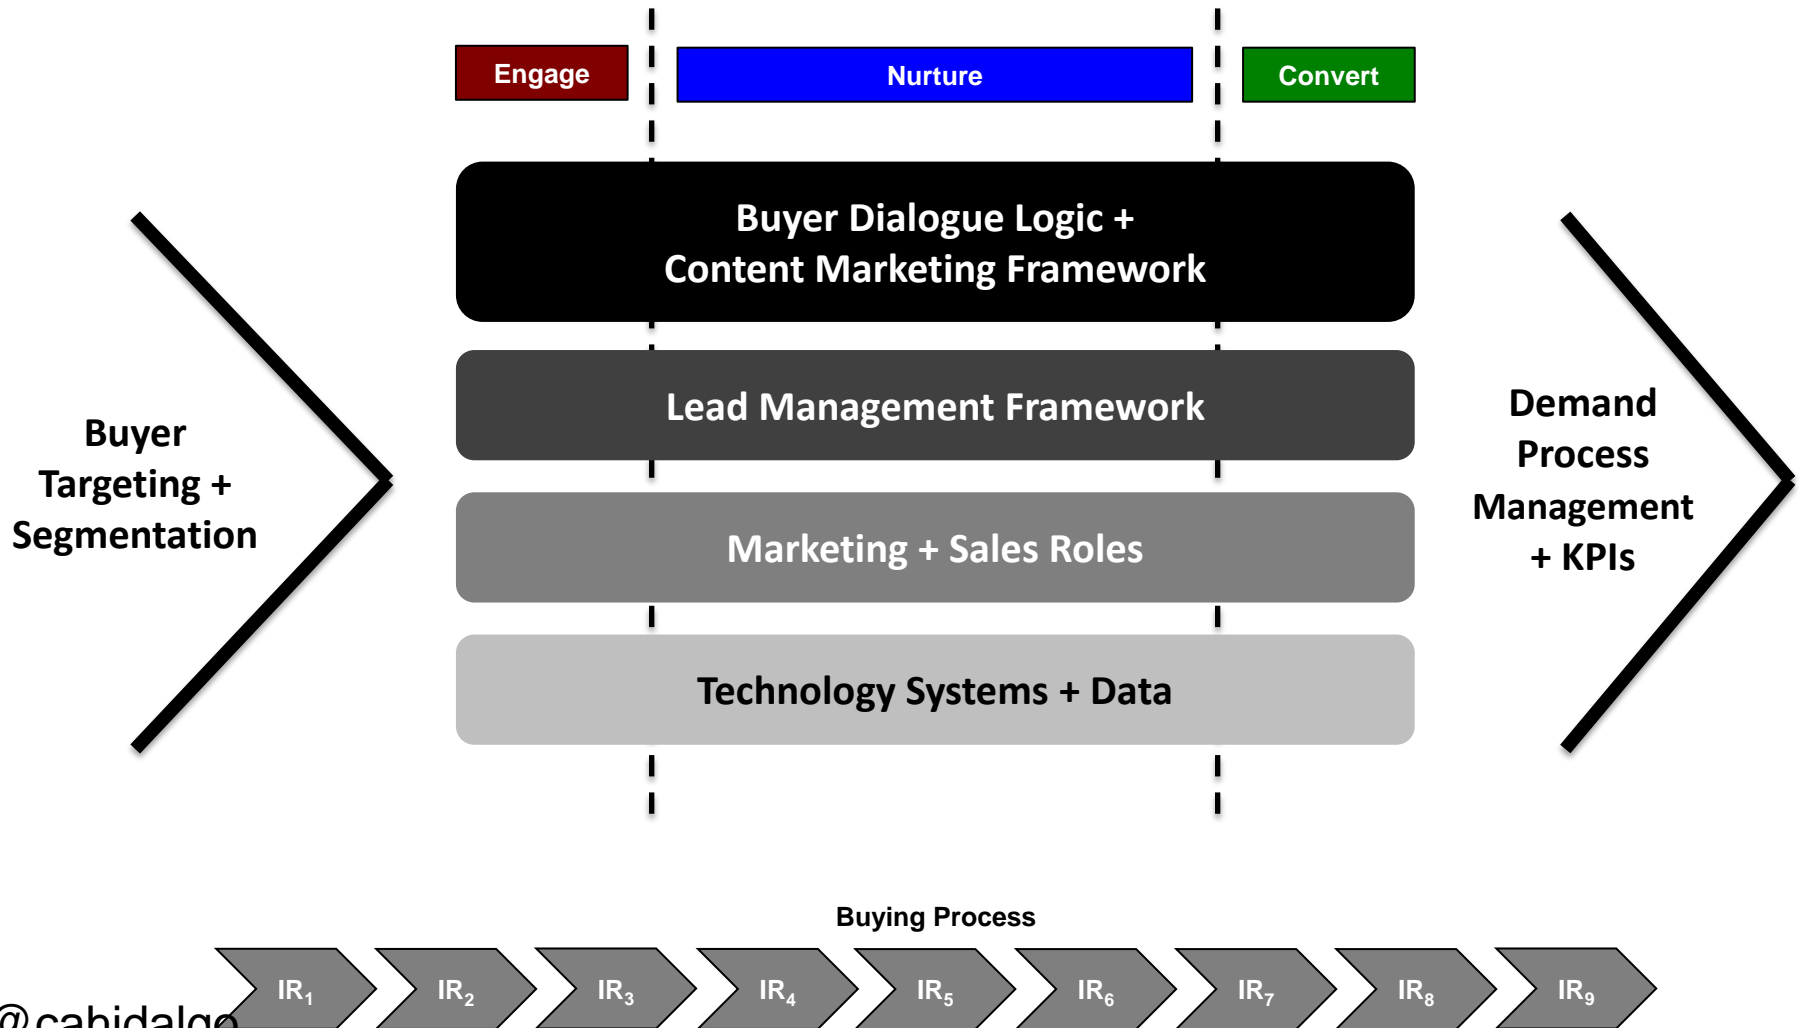 Engage
Nurture
Convert
Buyer Dialogue Logic +
Content Marketing Framework
Lead Management Framework
Marketing + Sales Roles
Technology Systems + Data
Buyer
Targeting +
Segmentation
Demand
Process
Management
+ KPIs
Buying Process
IR₁ IR₂ IR₃ IR₄ IR₅ IR₆ IR₇ IR₈ IR₉
@cahidalgo